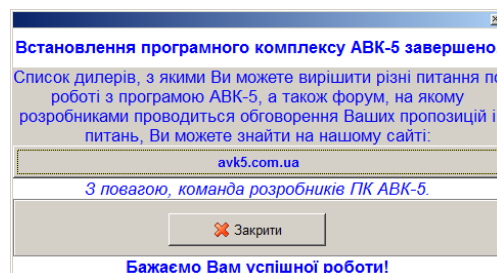 Встановлення програмного комплексу АВК-5 завершено
Список дилерів, з якими Ви можете вирішити різні питання по
роботі з програмою АВК-5, а також форум, на якому
розробниками проводиться обговорення Ваших пропозицій і
питань, Ви можете знайти на нашому сайті:
avk5.com.ua
З повагою, команда розробників ПК АВК-5.
Закрити
Бажаємо Вам успішної роботи!